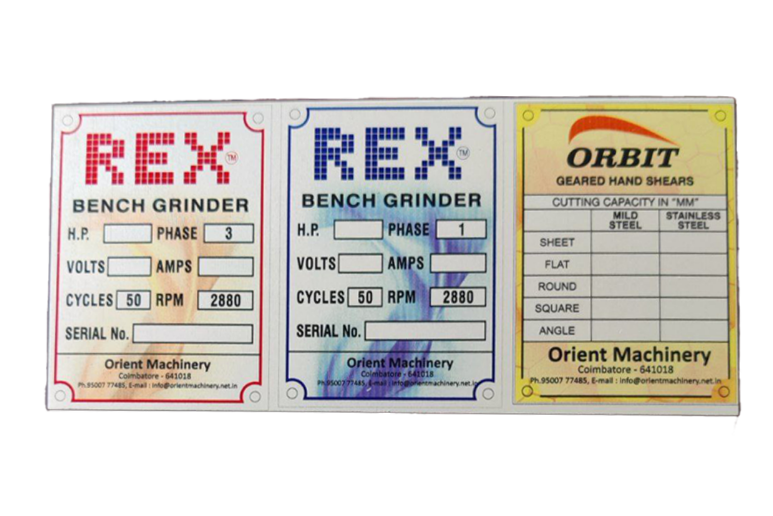 REX TM
BENCH GRINDER
H.P. PHASE 3
VOLTS AMPS
CYCLES 50 RPM 2880
SERIAL No.
Orient Machinery
Coimbatore - 641018
Ph.95007 77485, E-mail : info@orientmachinery.net.in
REX TM
BENCH GRINDER
H.P. PHASE 1
VOLTS AMPS
CYCLES 50 RPM 2880
SERIAL No.
Orient Machinery
Coimbatore - 641018
Ph.95007 77485, E-mail : info@orientmachinery.net.in
ORBIT
GEARED HAND SHEARS
CUTTING CAPACITY IN "MM"
MILD STAINLESS
STEEL STEEL
SHEET
FLAT
ROUND
SQUARE
ANGLE
Orient Machinery
Coimbatore - 641018
Ph.95007 77485, E-mail : info@orientmachinery.net.in